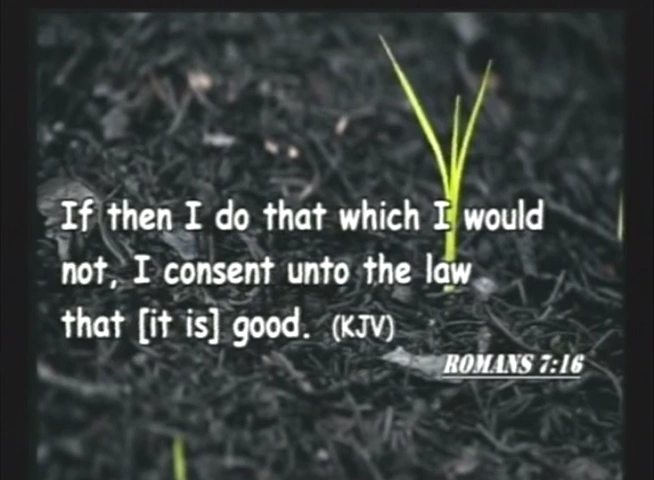 If then I do that which I would
not, I consent unto the law
that [it is] good. (KJV)
ROMANS 7:16